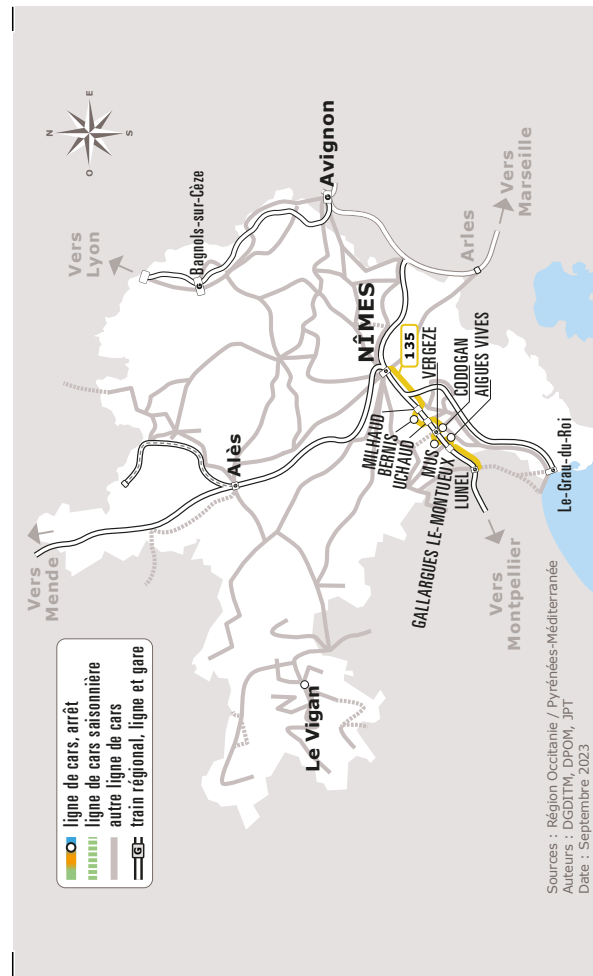 ligne de cars, arrêt
ligne de cars saisonnière
autre ligne de cars
G
train régional, ligne et gare
Vers
Mende
Vers
Lyon
N
E
S
O
Bagnols-sur-Cèze
G
Avignon
G
Alès
Le Vigan
NÎMES
135
Arles
Vers
Marseille
MILHAUD
BERNIS
UCHAUD
MUS
GALLARGUES LE-MONTUEUX
LUNEL
VERGEZE
CODOGAN
AIGUES VIVES
Vers
Montpellier
Le-Grau-du-Roi
Sources : Région Occitanie / Pyrénées-Méditerranée
Auteurs : DGDITM, DPOM, JPT
Date : Septembre 2023